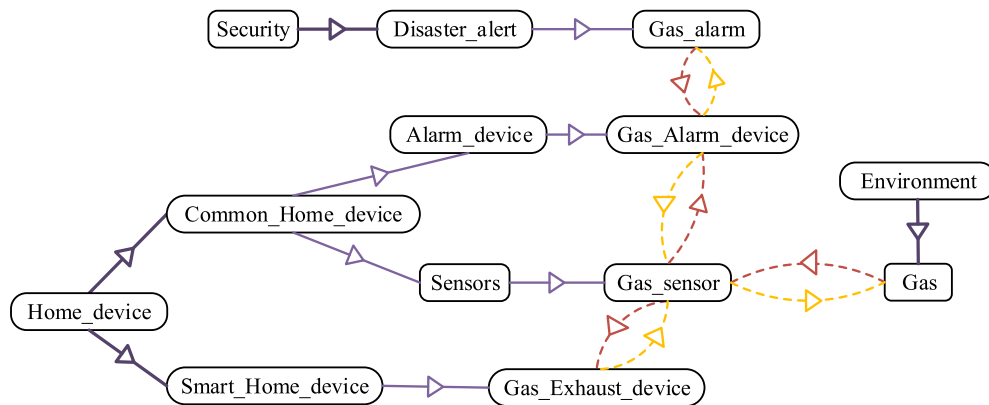 Security
Disaster_alert
Gas_alarm
Alarm_device
Gas_Alarm_device
Environment
Common_Home_device
Sensors
Gas_sensor
Gas
Home_device
Smart_Home_device
Gas_Exhaust_device